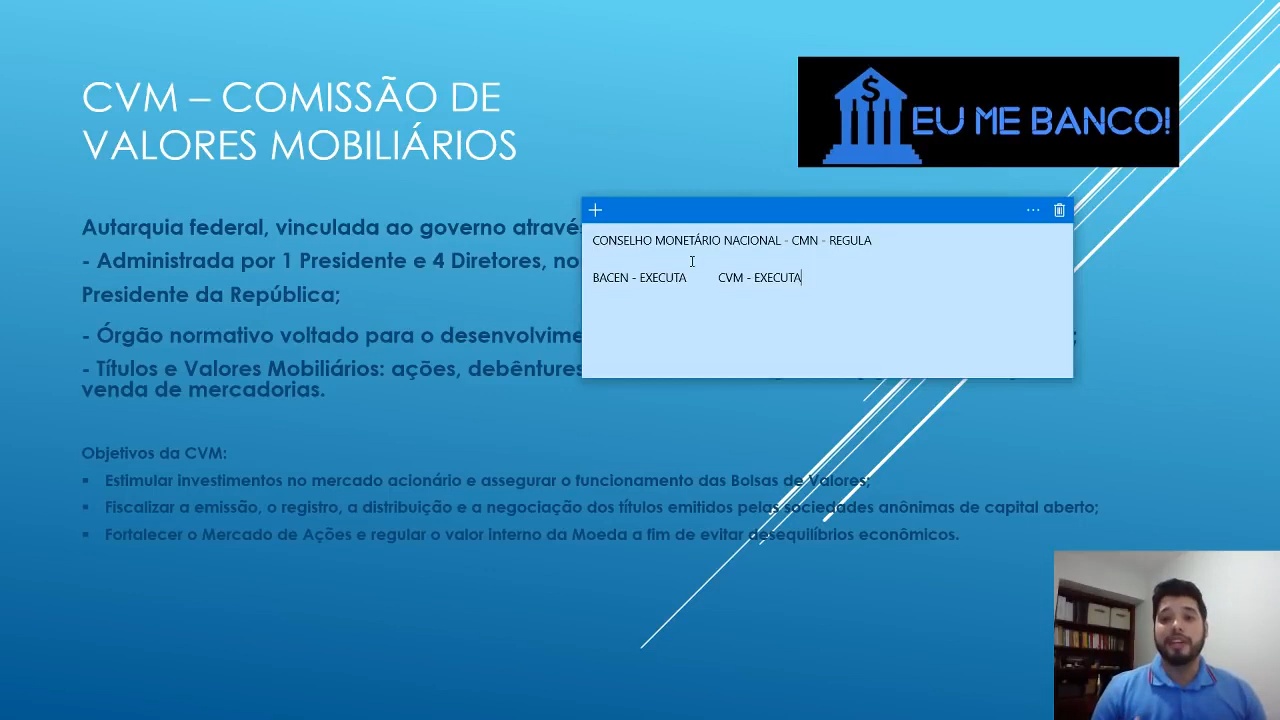 CVM – COMISSÃO DE
VALORES MOBILIÁRIOS
$ EU ME BANCO!
Autarquia federal, vinculada ao governo através
- Administrada por 1 Presidente e 4 Diretores, no
Presidente da República;
- Órgão normativo voltado para o
- Títulos e Valores Mobiliários: ações, debêntures
venda de mercadorias.
CONSELHO MONETÁRIO NACIONAL - CMN - REGULA
BACEN - EXECUTA CVM - EXECUTA
Objetivos da CVM:
▪ Estimular investimentos no mercado acionário e assegurar o funcionamento das Bolsas de Valores;
▪ Fiscalizar a emissão, o registro, a distribuição e a negociação dos títulos emitidos pelas sociedades anônimas de capital aberto;
▪ Fortalecer o Mercado de Ações e regular o valor interno da Moeda a fim de evitar desequilíbrios econômicos.